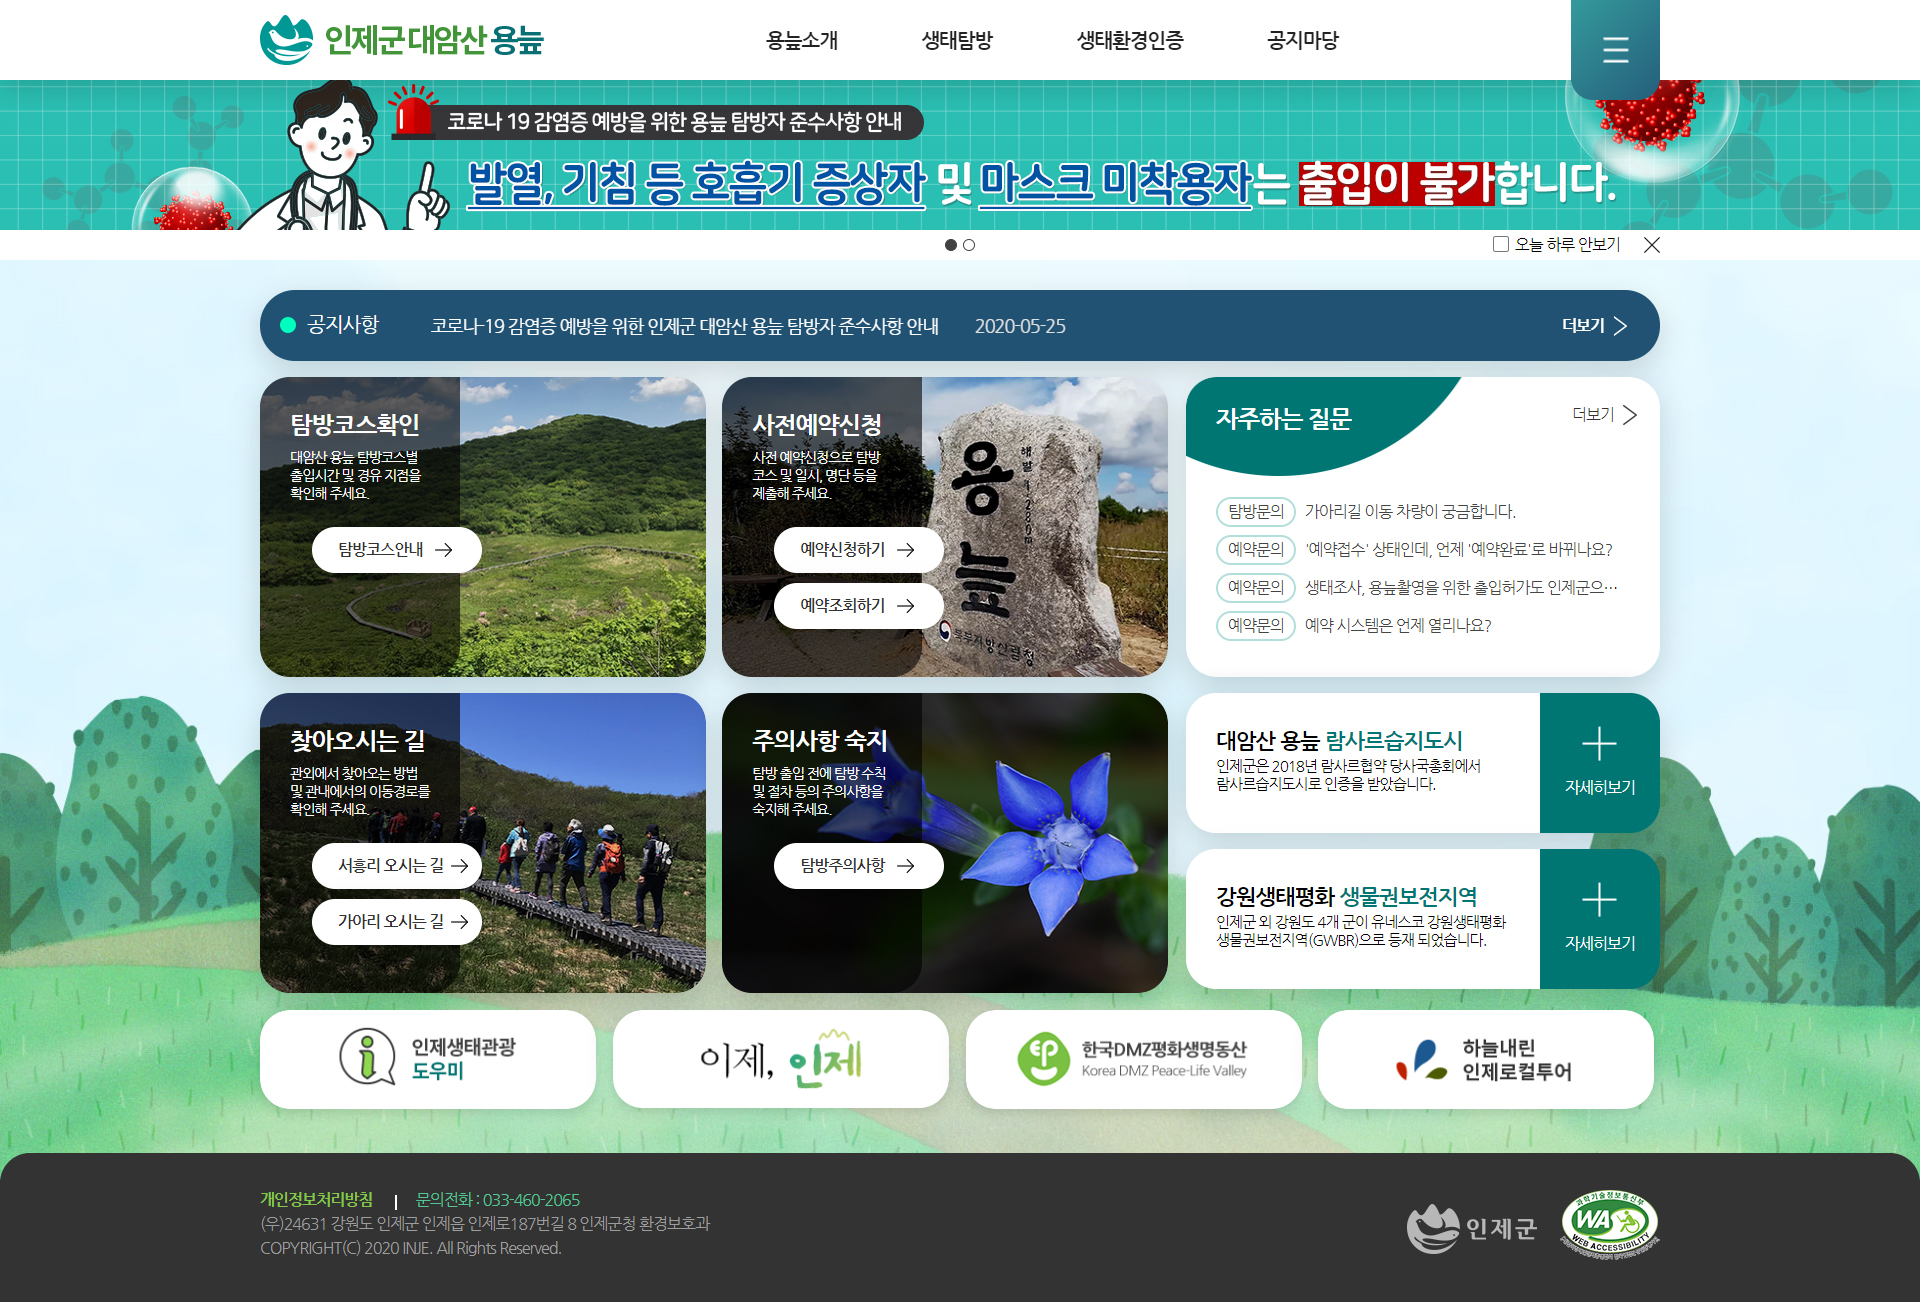 인제군 대암산 용늪
용늪소개 생태탐방 생태환경인증 공지마당
코로나 19 감염증 예방을 위한 용늪 탐방자 준수사항 안내
발열, 기침 등 호흡기 증상자 및 마스크 미착용자는 출입이 불가합니다.
오늘 하루 안보기
공지사항 코로나-19 감염증 예방을 위한 인제군 대암산 용늪 탐방자 준수사항 안내 2020-05-25 더보기
탐방코스확인
대암산 용늪 탐방코스별
출입시간 및 경유 지점을
확인해 주세요.
탐방코스안내
사전예약신청
사전 예약신청으로 탐방
코스 및 일시, 명단 등을
제출해 주세요.
예약신청하기
예약조회하기
해발 1,280m
용늪
북부지방산림청
자주하는 질문
더보기
탐방문의 가아리길 이동 차량이 궁금합니다.
예약문의 '예약접수' 상태인데, 언제 '예약완료'로 바뀌나요?
예약문의 생태조사, 용늪촬영을 위한 출입허가도 인제군으…
예약문의 예약 시스템은 언제 열리나요?
찾아오시는 길
관외에서 찾아오는 방법
및 관내에서의 이동경로를
확인해 주세요.
서흥리 오시는 길
가아리 오시는 길
주의사항 숙지
탐방 출입 전에 탐방 수칙
및 절차 등의 주의사항을
숙지해 주세요.
탐방주의사항
대암산 용늪 람사르습지도시
인제군은 2018년 람사르협약 당사국총회에서
람사르습지도시로 인증을 받았습니다.
자세히보기
강원생태평화 생물권보전지역
인제군 외 강원도 4개 군이 유네스코 강원생태평화
생물권보전지역(GWBR)으로 등재 되었습니다.
자세히보기
인제생태관광
도우미
이제, 인제
한국DMZ평화생명동산
Korea DMZ Peace-Life Valley
하늘내린
인제로컬투어
개인정보처리방침 문의전화 : 033-460-2065
(우)24631 강원도 인제군 인제읍 인제로187번길 8 인제군청 환경보호과
COPYRIGHT(C) 2020 INJE. All Rights Reserved.
인제군
과학기술정보통신부
WA
WEB ACCESSIBILITY